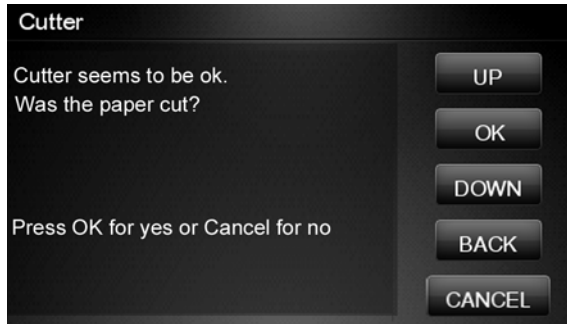 Cutter
Cutter seems to be ok.
Was the paper cut?
Press OK for yes or Cancel for no
UP
OK
DOWN
BACK
CANCEL